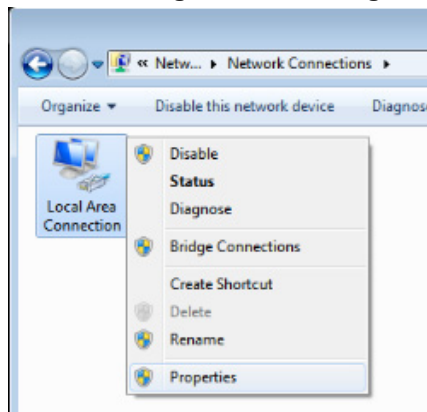 « Netw... ▸ Network Connections ▸
Organize ▾ Disable this network device Diagnose
Disable
Status
Diagnose
Local Area
Connection
Bridge Connections
Create Shortcut
Delete
Rename
Properties